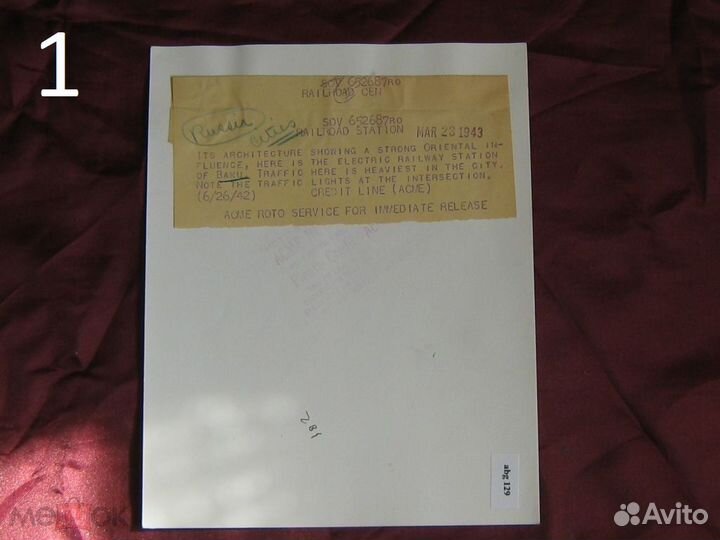 1
SDV 652687RO
RAILROAD CEN
SDV 652687RO
RAILROAD STATION MAR 23 1943
Russia
cities
ITS ARCHITECTURE SHOWING A STRONG ORIENTAL IN-
FLUENCE, HERE IS THE ELECTRIC RAILWAY STATION
OF BAKU. TRAFFIC HERE IS HEAVIEST IN THE CITY.
NOTE THE TRAFFIC LIGHTS AT THE INTERSECTION.
(6/26/42) CREDIT LINE (ACME)
ACME ROTO SERVICE FOR IMMEDIATE RELEASE
abg 129
Avito